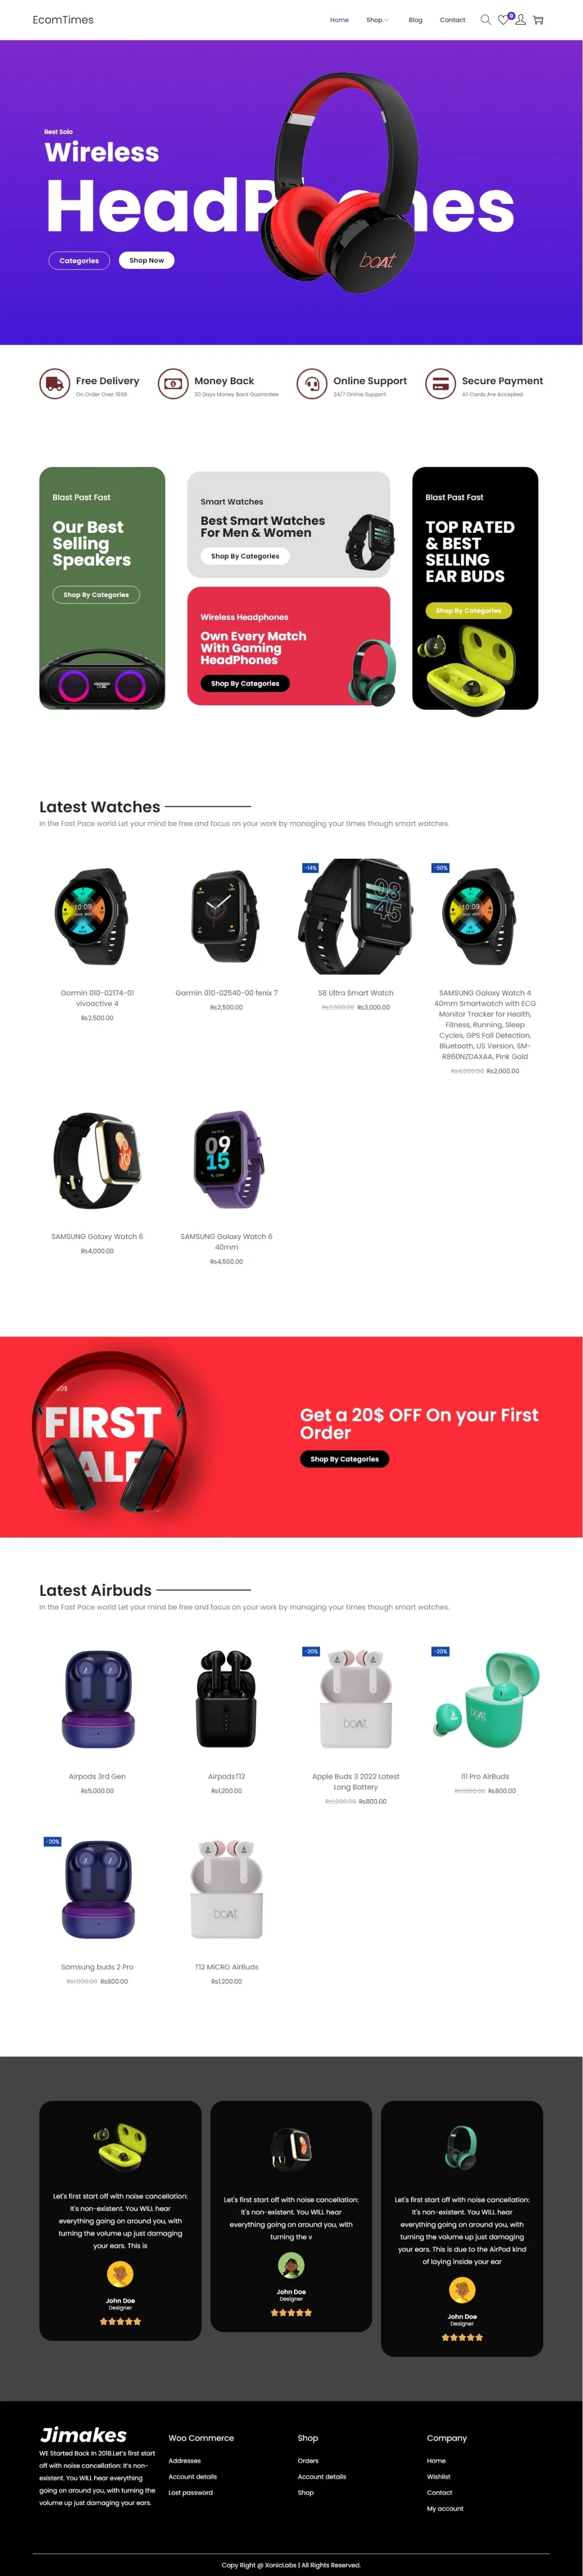 EcomTimes
Home
Shop
Blog
Contact
0
Best Solo
Wireless
HeadPhones
boAt
Categories
Shop Now
Free Delivery
On Order Over 1999
Money Back
30 Days Money Back Guarantee
Online Support
24/7 Online Support
Secure Payment
All Cards Are Accepted
Blast Past Fast
Our Best
Selling
Speakers
Shop By Categories
Smart Watches
Best Smart Watches
For Men & Women
Shop By Categories
Wireless Headphones
Own Every Match
With Gaming
HeadPhones
Shop By Categories
Blast Past Fast
TOP RATED
& BEST
SELLING
EAR BUDS
Shop By Categories
Latest Watches
In the Fast Pace world Let your mind be free and focus on your work by managing your times though smart watches.
10:09
Garmin 010-02174-01
vivoactive 4
₨2,500.00
Garmin 010-02540-00 fenix 7
₨2,500.00
-14%
08
45
S8 Ultra Smart Watch
₨3,500.00 ₨3,000.00
-50%
10:09
SAMSUNG Galaxy Watch 4
40mm Smartwatch with ECG
Monitor Tracker for Health,
Fitness, Running, Sleep
Cycles, GPS Fall Detection,
Bluetooth, US Version, SM-
R860NZDAXAA, Pink Gold
₨4,000.00 ₨2,000.00
SAMSUNG Galaxy Watch 6
₨4,000.00
09
15
SAMSUNG Galaxy Watch 6
40mm
₨4,500.00
20$
FIRST
SALE
Get a 20$ OFF On your First
Order
Shop By Categories
Latest Airbuds
In the Fast Pace world Let your mind be free and focus on your work by managing your times though smart watches.
Airpods 3rd Gen
₨5,000.00
AirpodsT12
₨1,200.00
-20%
boAt
Apple Buds 3 2022 Latest
Long Battery
₨1,000.00 ₨800.00
-20%
boAt
I11 Pro AirBuds
₨1,000.00 ₨800.00
-20%
Samsung buds 2 Pro
₨1,000.00 ₨800.00
boAt
T12 MICRO AirBuds
₨1,200.00
Let's first start off with noise cancellation:
It's non-existent. You WILL hear
everything going on around you, with
turning the volume up just damaging
your ears. This is
John Doe
Designer
Let's first start off with noise cancellation:
It's non-existent. You WILL hear
everything going on around you, with
turning the v
John Doe
Designer
Let's first start off with noise cancellation:
It's non-existent. You WILL hear
everything going on around you, with
turning the volume up just damaging
your ears. This is due to the AirPod kind
of laying inside your ear
John Doe
Designer
Jimakes
WE Started Back In 2018.Let's first start
off with noise cancellation: It's non-
existent. You WILL hear everything
going on around you, with turning the
volume up just damaging your ears.
Woo Commerce
Addresses
Account details
Lost password
Shop
Orders
Account details
Shop
Company
Home
Wishlist
Contact
My account
Copy Right @ XonicLabs | All Rights Reserved.